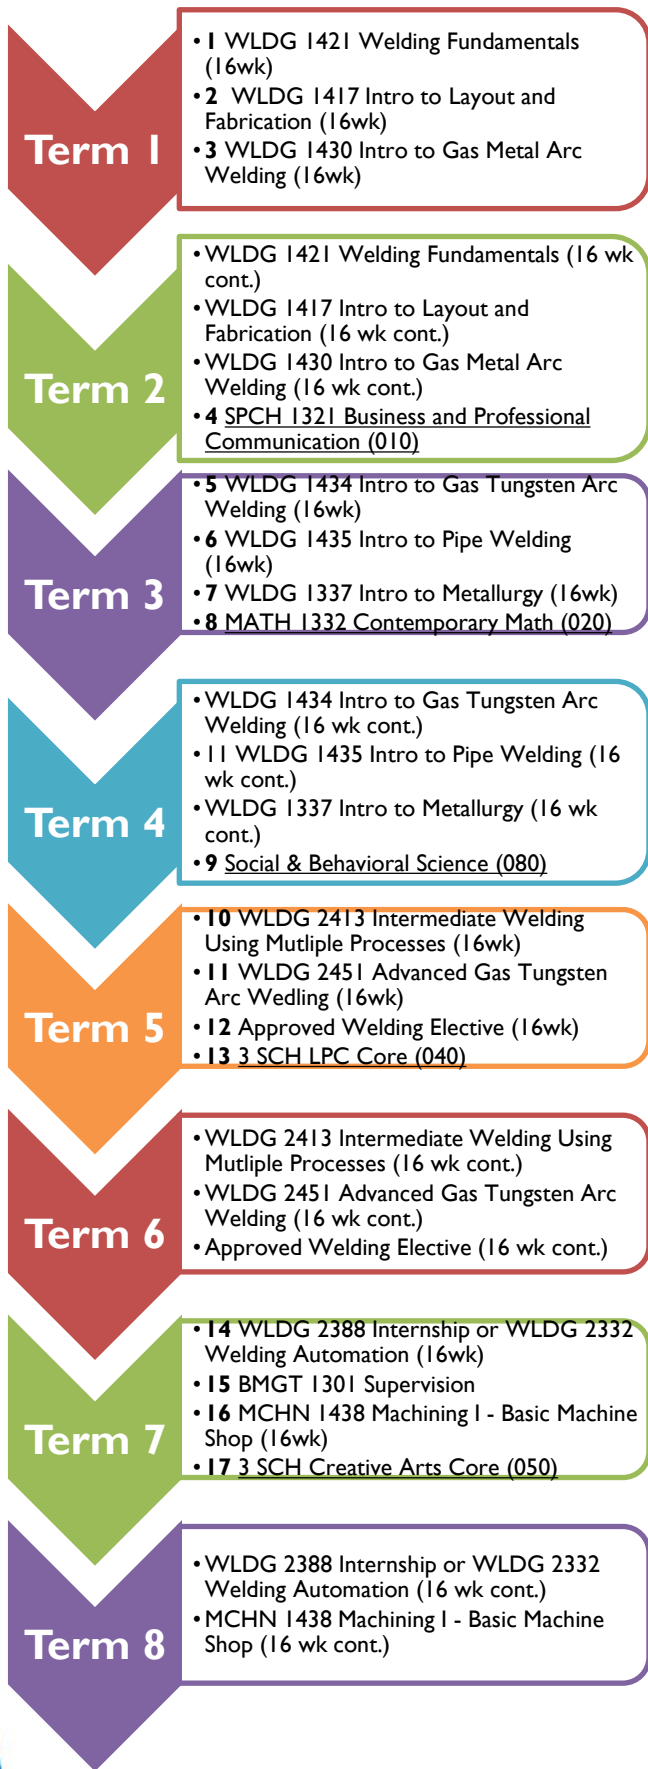 Term 1
• 1 WLDG 1421 Welding Fundamentals
(16wk)
• 2 WLDG 1417 Intro to Layout and
Fabrication (16wk)
• 3 WLDG 1430 Intro to Gas Metal Arc
Welding (16wk)
Term 2
• WLDG 1421 Welding Fundamentals (16 wk
cont.)
• WLDG 1417 Intro to Layout and
Fabrication (16 wk cont.)
• WLDG 1430 Intro to Gas Metal Arc
Welding (16 wk cont.)
• 4 SPCH 1321 Business and Professional
Communication (010)
Term 3
• 5 WLDG 1434 Intro to Gas Tungsten Arc
Welding (16wk)
• 6 WLDG 1435 Intro to Pipe Welding
(16wk)
• 7 WLDG 1337 Intro to Metallurgy (16wk)
• 8 MATH 1332 Contemporary Math (020)
Term 4
• WLDG 1434 Intro to Gas Tungsten Arc
Welding (16 wk cont.)
• 11 WLDG 1435 Intro to Pipe Welding (16
wk cont.)
• WLDG 1337 Intro to Metallurgy (16 wk
cont.)
• 9 Social & Behavioral Science (080)
Term 5
• 10 WLDG 2413 Intermediate Welding
Using Mutliple Processes (16wk)
• 11 WLDG 2451 Advanced Gas Tungsten
Arc Wedling (16wk)
• 12 Approved Welding Elective (16wk)
• 13 3 SCH LPC Core (040)
Term 6
• WLDG 2413 Intermediate Welding Using
Mutliple Processes (16 wk cont.)
• WLDG 2451 Advanced Gas Tungsten Arc
Welding (16 wk cont.)
• Approved Welding Elective (16 wk cont.)
Term 7
• 14 WLDG 2388 Internship or WLDG 2332
Welding Automation (16wk)
• 15 BMGT 1301 Supervision
• 16 MCHN 1438 Machining I - Basic Machine
Shop (16wk)
• 17 3 SCH Creative Arts Core (050)
Term 8
• WLDG 2388 Internship or WLDG 2332
Welding Automation (16 wk cont.)
• MCHN 1438 Machining I - Basic Machine
Shop (16 wk cont.)